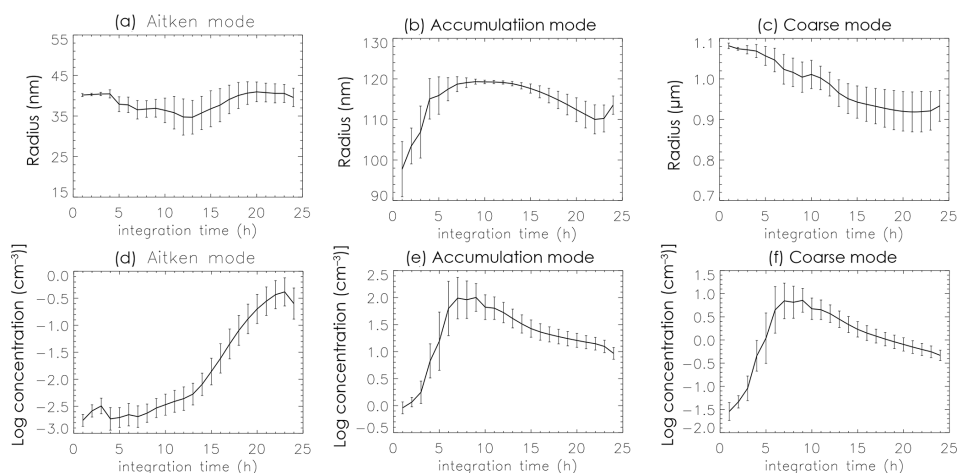 (a) Aitken mode
(b) Accumulatiion mode
(c) Coarse mode
Radius (nm)
55
45
35
25
15
0 5 10 15 20 25
integration time (h)
Radius (nm)
130
120
110
100
90
0 5 10 15 20 25
integration time (h)
Radius (μm)
1.1
1.0
0.9
0.8
0.7
0 5 10 15 20 25
integration time (h)
(d) Aitken mode
(e) Accumulation mode
(f) Coarse mode
Log concentration (cm⁻³)]
0.0
−0.5
−1.0
−1.5
−2.0
−2.5
−3.0
0 5 10 15 20 25
integration time (h)
Log concentration (cm⁻³)]
2.5
2.0
1.5
1.0
0.5
0.0
−0.5
0 5 10 15 20 25
integration time (h)
Log concentration (cm⁻³)]
1.5
1.0
0.5
0.0
−0.5
−1.0
−1.5
−2.0
0 5 10 15 20 25
integration time (h)